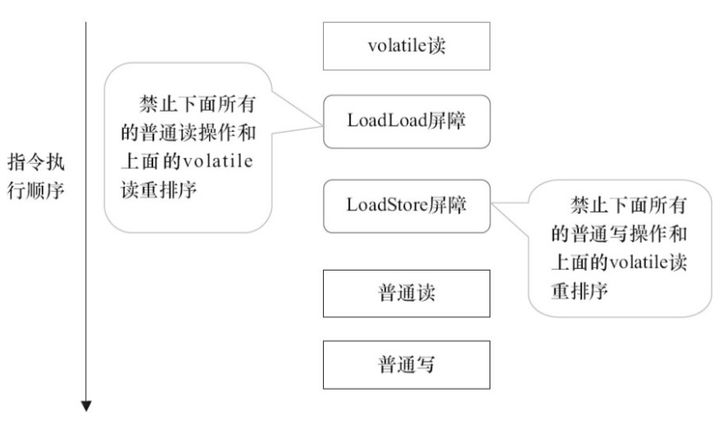 volatile读
禁止下面所有
的普通读操作和
上面的volatile
读重排序
LoadLoad屏障
指令执
行顺序
LoadStore屏障
禁止下面所有
的普通写操作和
上面的volatile读
重排序
普通读
普通写